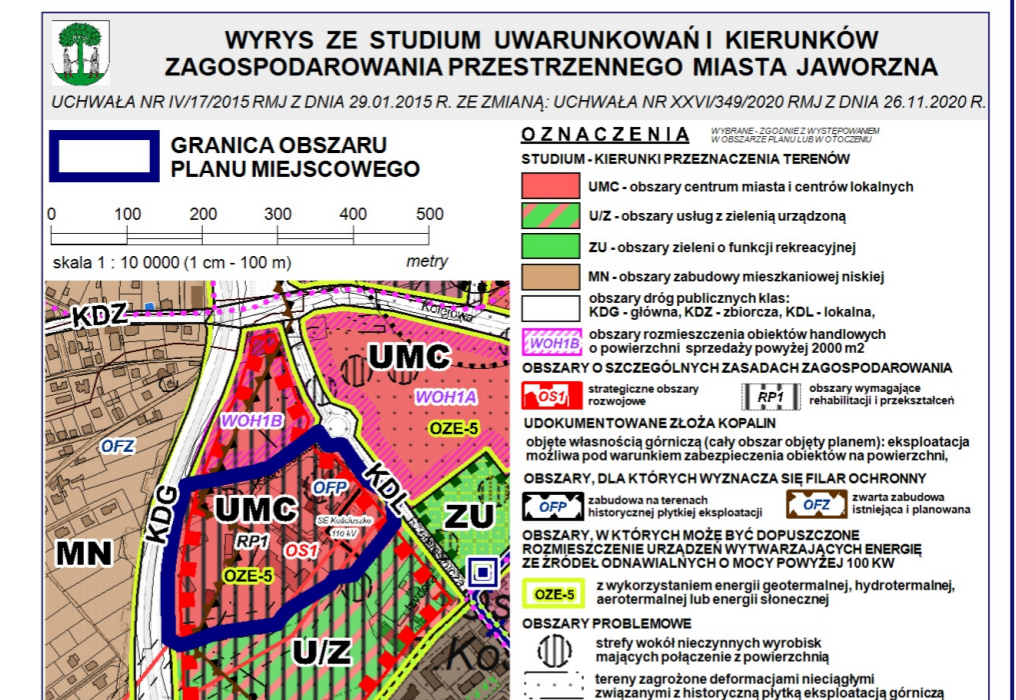 WYRYS ZE STUDIUM UWARUNKOWAŃ I KIERUNKÓW
ZAGOSPODAROWANIA PRZESTRZENNEGO MIASTA JAWORZNA
UCHWAŁA NR IV/17/2015 RMJ Z DNIA 29.01.2015 R. ZE ZMIANĄ: UCHWAŁA NR XXVI/349/2020 RMJ Z DNIA 26.11.2020 R.
GRANICA OBSZARU
PLANU MIEJSCOWEGO
0 100 200 300 400 500
skala 1 : 10 0000 (1 cm - 100 m) metry
KDZ
Kolejowa
UMC
WOH1A
WOH1B
OZE-5
OFZ
KDG
OFP
KDL
UMC
SE Kościuszko
110 kV
RP1
OS1
ZU
MN
OZE-5
U/Z
OZNACZENIA
WYBRANE - ZGODNIE Z WYSTĘPOWANIEM
W OBSZARZE PLANU LUB W OTOCZENIU
STUDIUM - KIERUNKI PRZEZNACZENIA TERENÓW
UMC - obszary centrum miasta i centrów lokalnych
U/Z - obszary usług z zielenią urządzoną
ZU - obszary zieleni o funkcji rekreacyjnej
MN - obszary zabudowy mieszkaniowej niskiej
obszary dróg publicznych klas:
KDG - główna, KDZ - zbiorcza, KDL - lokalna,
WOH1B
obszary rozmieszczenia obiektów handlowych
o powierzchni sprzedaży powyżej 2000 m2
OBSZARY O SZCZEGÓLNYCH ZASADACH ZAGOSPODAROWANIA
OS1
strategiczne obszary
rozwojowe
RP1
obszary wymagające
rehabilitacji i przekształceń
UDOKUMENTOWANE ZŁOŻA KOPALIN
objęte własnością górniczą (cały obszar objęty planem): eksploatacja
możliwa pod warunkiem zabezpieczenia obiektów na powierzchni,
OBSZARY, DLA KTÓRYCH WYZNACZA SIĘ FILAR OCHRONNY
OFP
zabudowa na terenach
historycznej płytkiej eksploatacji
OFZ
zwarta zabudowa
istniejąca i planowana
OBSZARY, W KTÓRYCH MOŻE BYĆ DOPUSZCZONE
ROZMIESZCZENIE URZĄDZEŃ WYTWARZAJĄCYCH ENERGIĘ
ZE ŹRÓDEŁ ODNAWIALNYCH O MOCY POWYŻEJ 100 KW
OZE-5
z wykorzystaniem energii geotermalnej, hydrotermalnej,
aerotermalnej lub energii słonecznej
OBSZARY PROBLEMOWE
strefy wokół nieczynnych wyrobisk
mających połączenie z powierzchnią
tereny zagrożone deformacjami nieciągłymi
związanymi z historyczną płytką eksploatacją górniczą